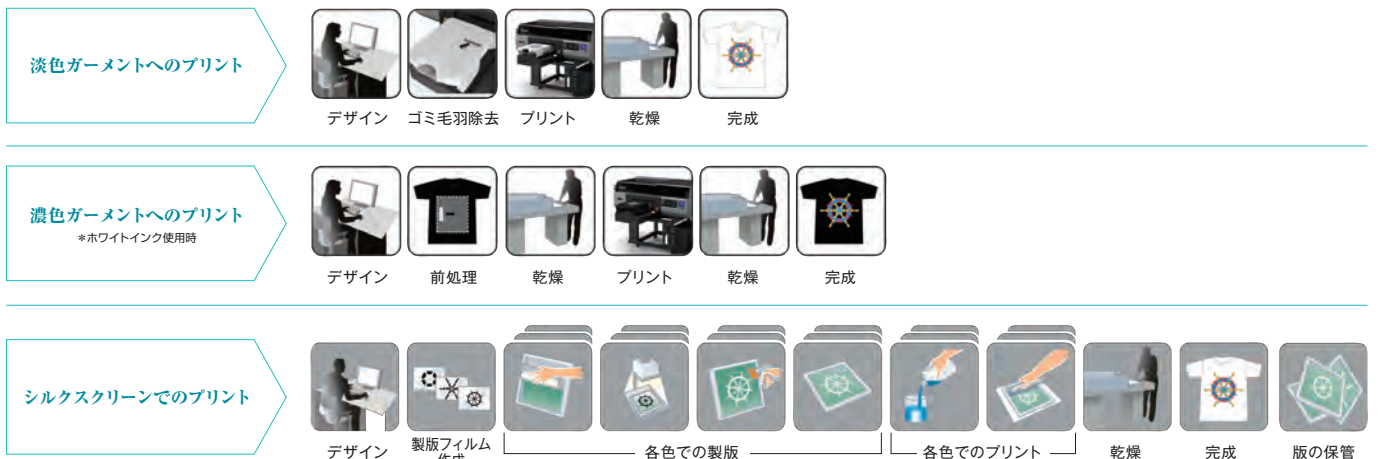 淡色ガーメントへのプリント
デザイン ゴミ毛羽除去 プリント 乾燥 完成
濃色ガーメントへのプリント
*ホワイトインク使用時
デザイン 前処理 乾燥 プリント 乾燥 完成
シルクスクリーンでのプリント
デザイン 製版フィルム 各色での製版 各色でのプリント 乾燥 完成 版の保管
作成